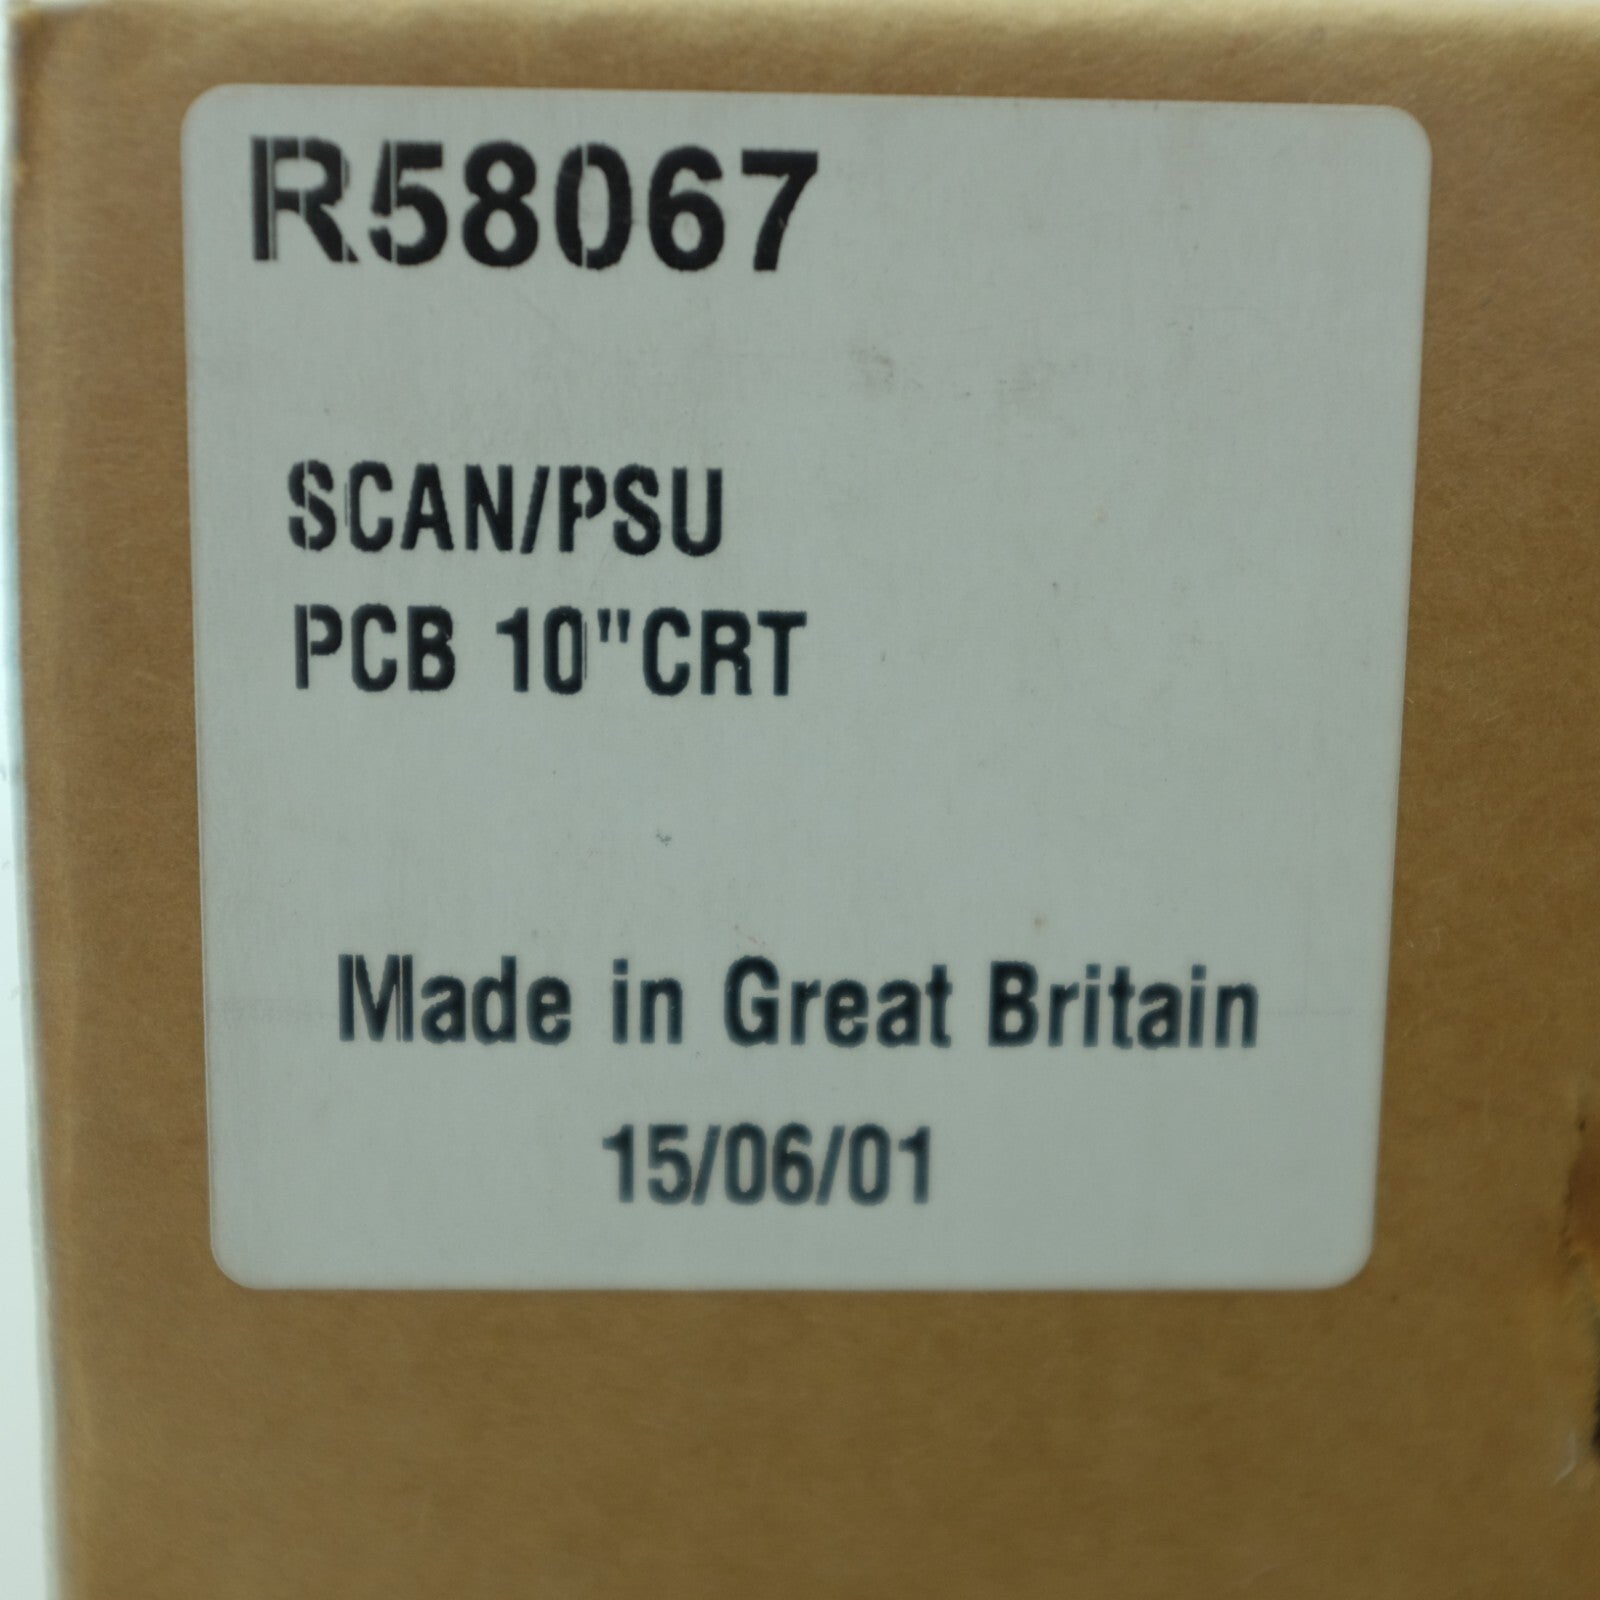 R58067
SCAN/PSU
PCB 10"CRT
Made in Great Britain
15/06/01